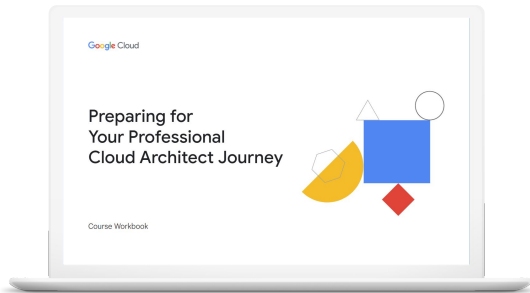 Google Cloud
Preparing for
Your Professional
Cloud Architect Journey
Course Workbook